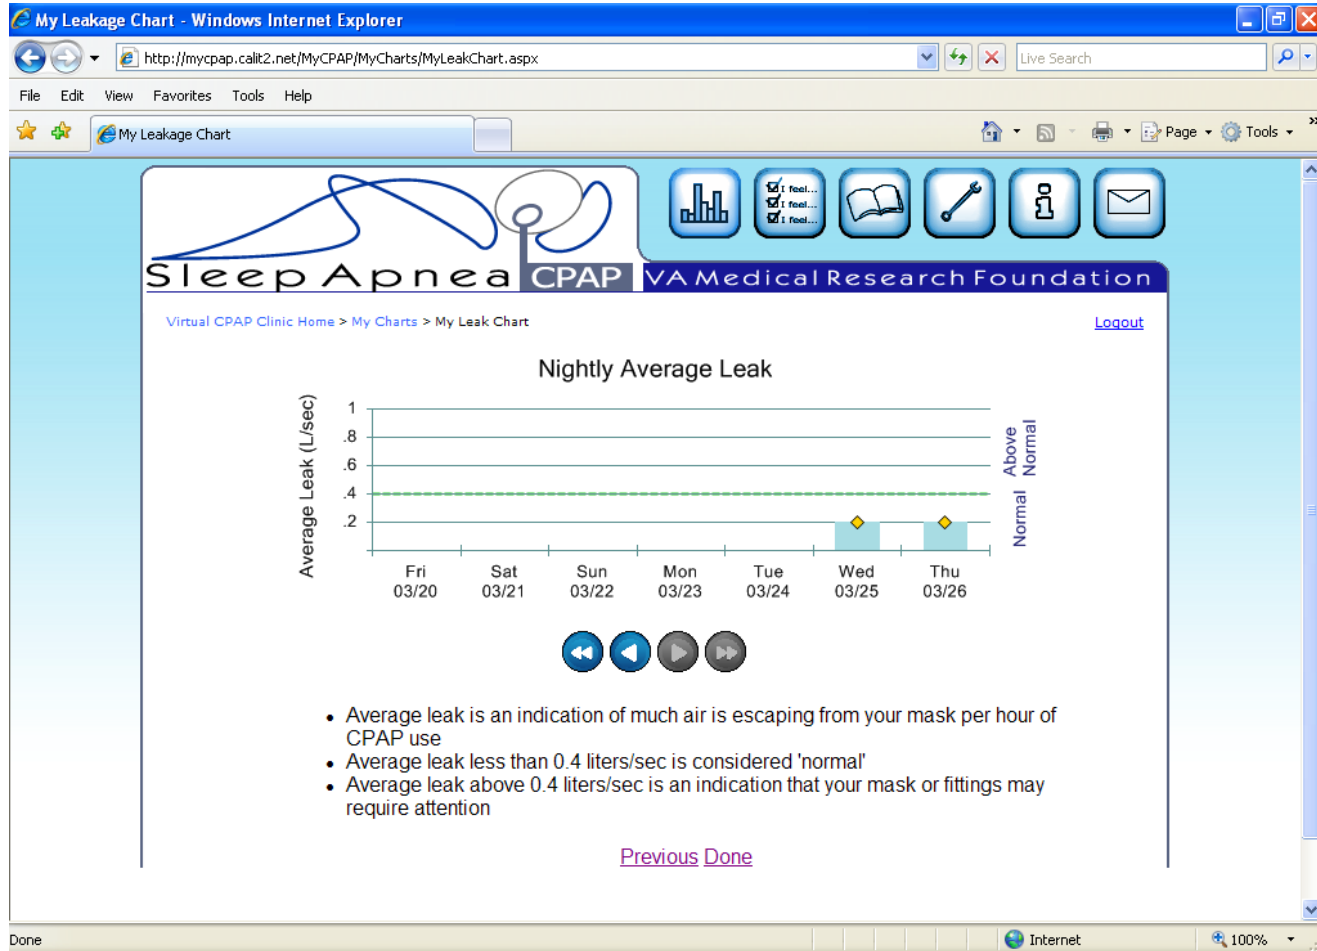 My Leakage Chart - Windows Internet Explorer
http://mycpap.calit2.net/MyCPAP/MyCharts/MyLeakChart.aspx
Live Search
File Edit View Favorites Tools Help
My Leakage Chart
Page Tools »
I feel...
I feel...
I feel...
Sleep Apnea CPAP VA Medical Research Foundation
Virtual CPAP Clinic Home > My Charts > My Leak Chart
Logout
Nightly Average Leak
Average Leak (L/sec)
1
.8
.6
.4
.2
Above
Normal
Normal
Fri Sat Sun Mon Tue Wed Thu
03/20 03/21 03/22 03/23 03/24 03/25 03/26
• Average leak is an indication of much air is escaping from your mask per hour of
CPAP use
• Average leak less than 0.4 liters/sec is considered 'normal'
• Average leak above 0.4 liters/sec is an indication that your mask or fittings may
require attention
Previous Done
Done
Internet
100%